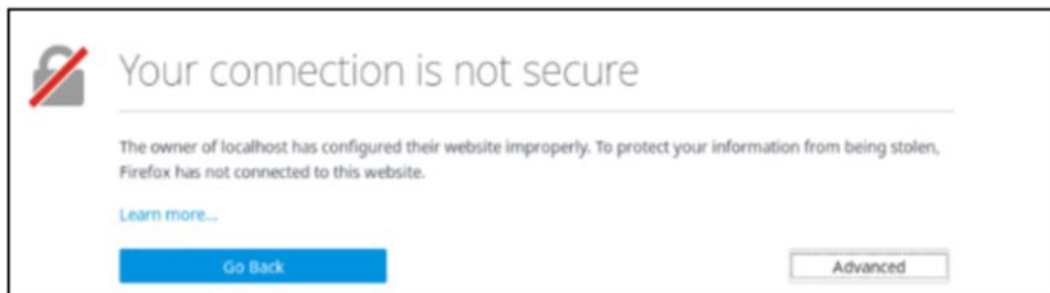 Your connection is not secure
The owner of localhost has configured their website improperly. To protect your information from being stolen,
Firefox has not connected to this website.
Learn more...
Go Back
Advanced